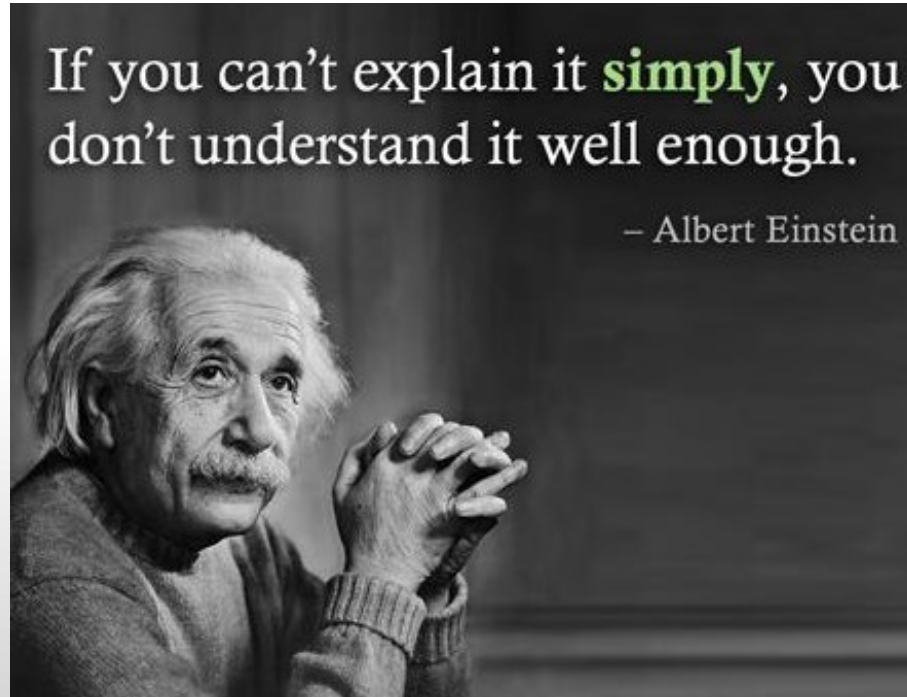 If you can’t explain it simply, you
don’t understand it well enough.
– Albert Einstein